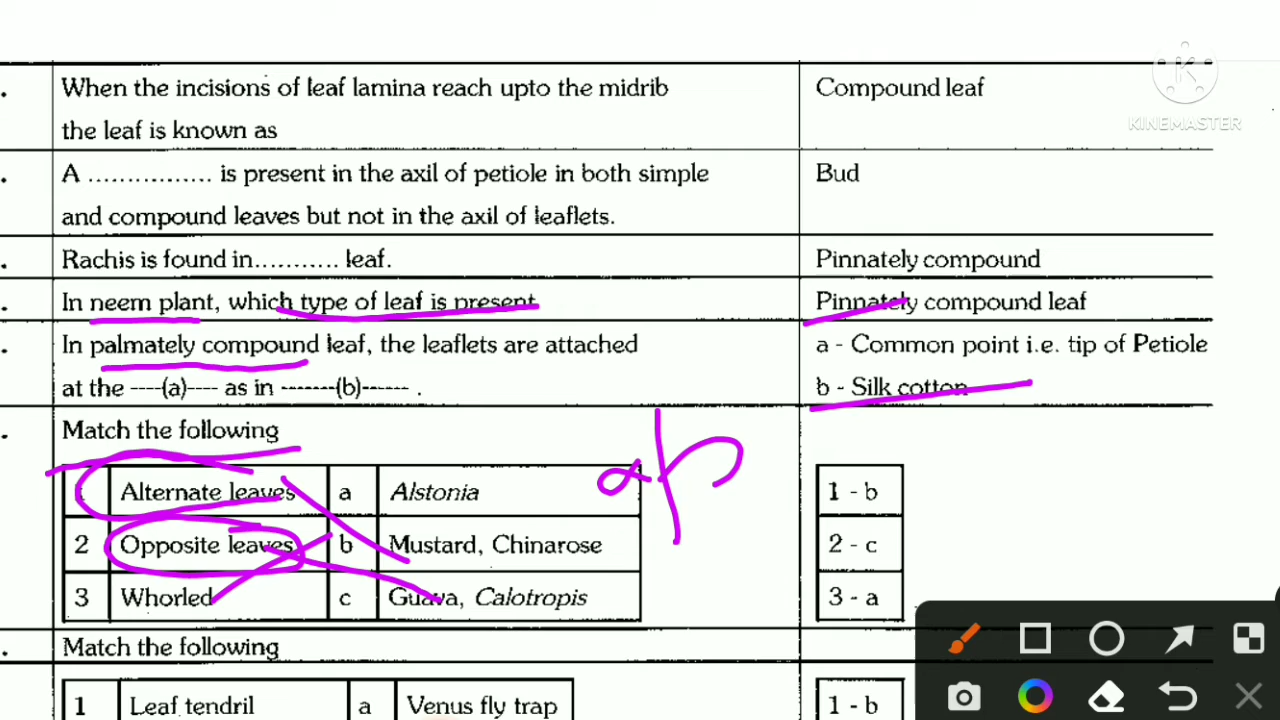 When the incisions of leaf lamina reach upto the midrib Compound leaf
the leaf is known as
KINEMASTER
A ................ is present in the axil of petiole in both simple Bud
and compound leaves but not in the axil of leaflets.
Rachis is found in........... leaf. Pinnately compound
In neem plant, which type of leaf is present Pinnately compound leaf
In palmately compound leaf, the leaflets are attached a - Common point i.e. tip of Petiole
at the ----(a)---- as in -------(b)------ . b - Silk cotton
Match the following
1 Alternate leaves a Alstonia 1 - b
2 Opposite leaves b Mustard, Chinarose 2 - c
3 Whorled c Guava, Calotropis 3 - a
Match the following
1 Leaf tendril a Venus fly trap 1 - b